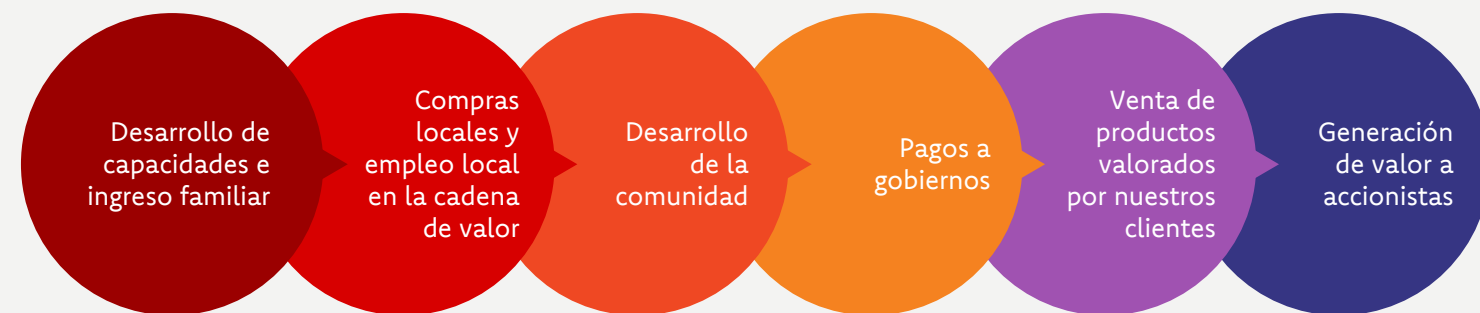 Desarrollo de
capacidades e
ingreso familiar
Compras
locales y
empleo local
en la cadena
de valor
Desarrollo
de la
comunidad
Pagos a
gobiernos
Venta de
productos
valorados
por nuestros
clientes
Generación
de valor a
accionistas